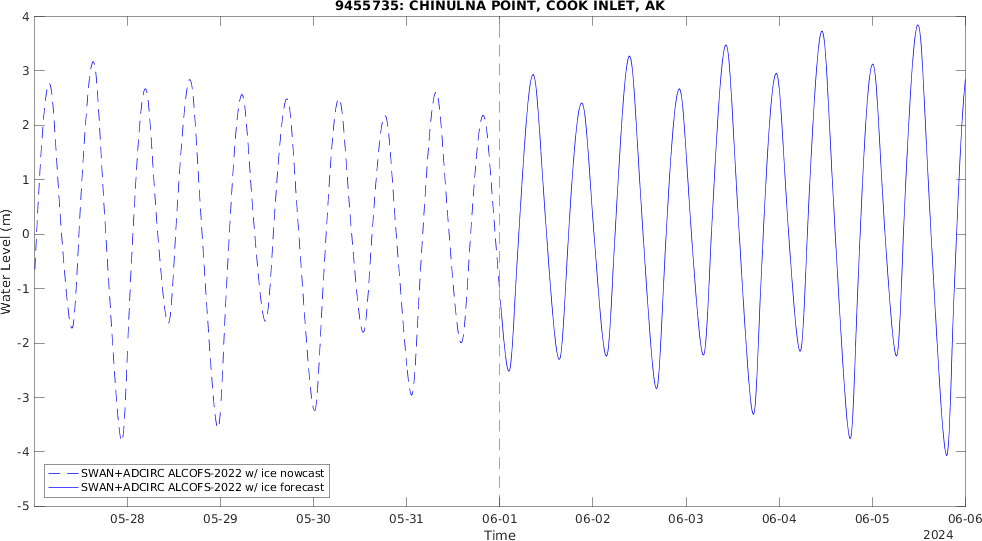 9455735: CHINULNA POINT, COOK INLET, AK
4
3
2
1
0
-1
-2
-3
-4
-5
Water Level (m)
SWAN+ADCIRC ALCOFS-2022 w/ ice nowcast
SWAN+ADCIRC ALCOFS-2022 w/ ice forecast
05-28 05-29 05-30 05-31 06-01 06-02 06-03 06-04 06-05 06-06
Time
2024